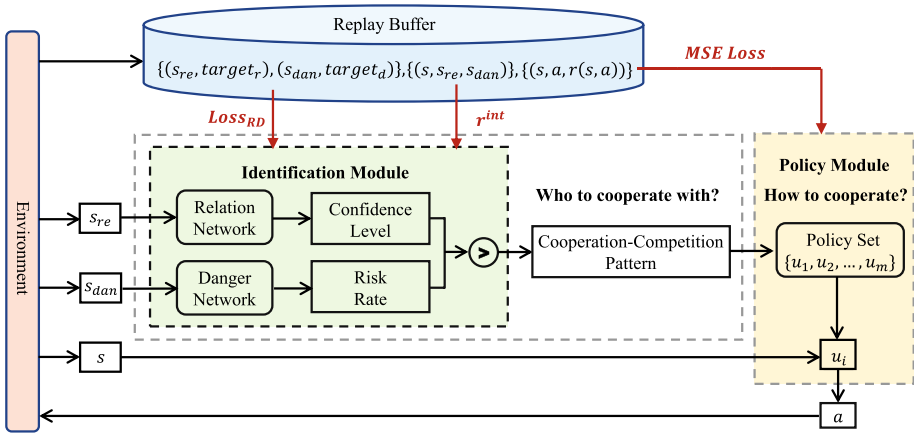 Replay Buffer
{(s_re, target_r), (s_dan, target_d)},{(s, s_re, s_dan)},{(s, a, r(s, a))}
MSE Loss
Loss_RD
r^int
Environment
Identification Module
Policy Module
Who to cooperate with?
How to cooperate?
s_re
Relation
Network
Confidence
Level
>
Cooperation-Competition
Pattern
Policy Set
{u_1, u_2, ..., u_m}
s_dan
Danger
Network
Risk
Rate
s
u_i
a